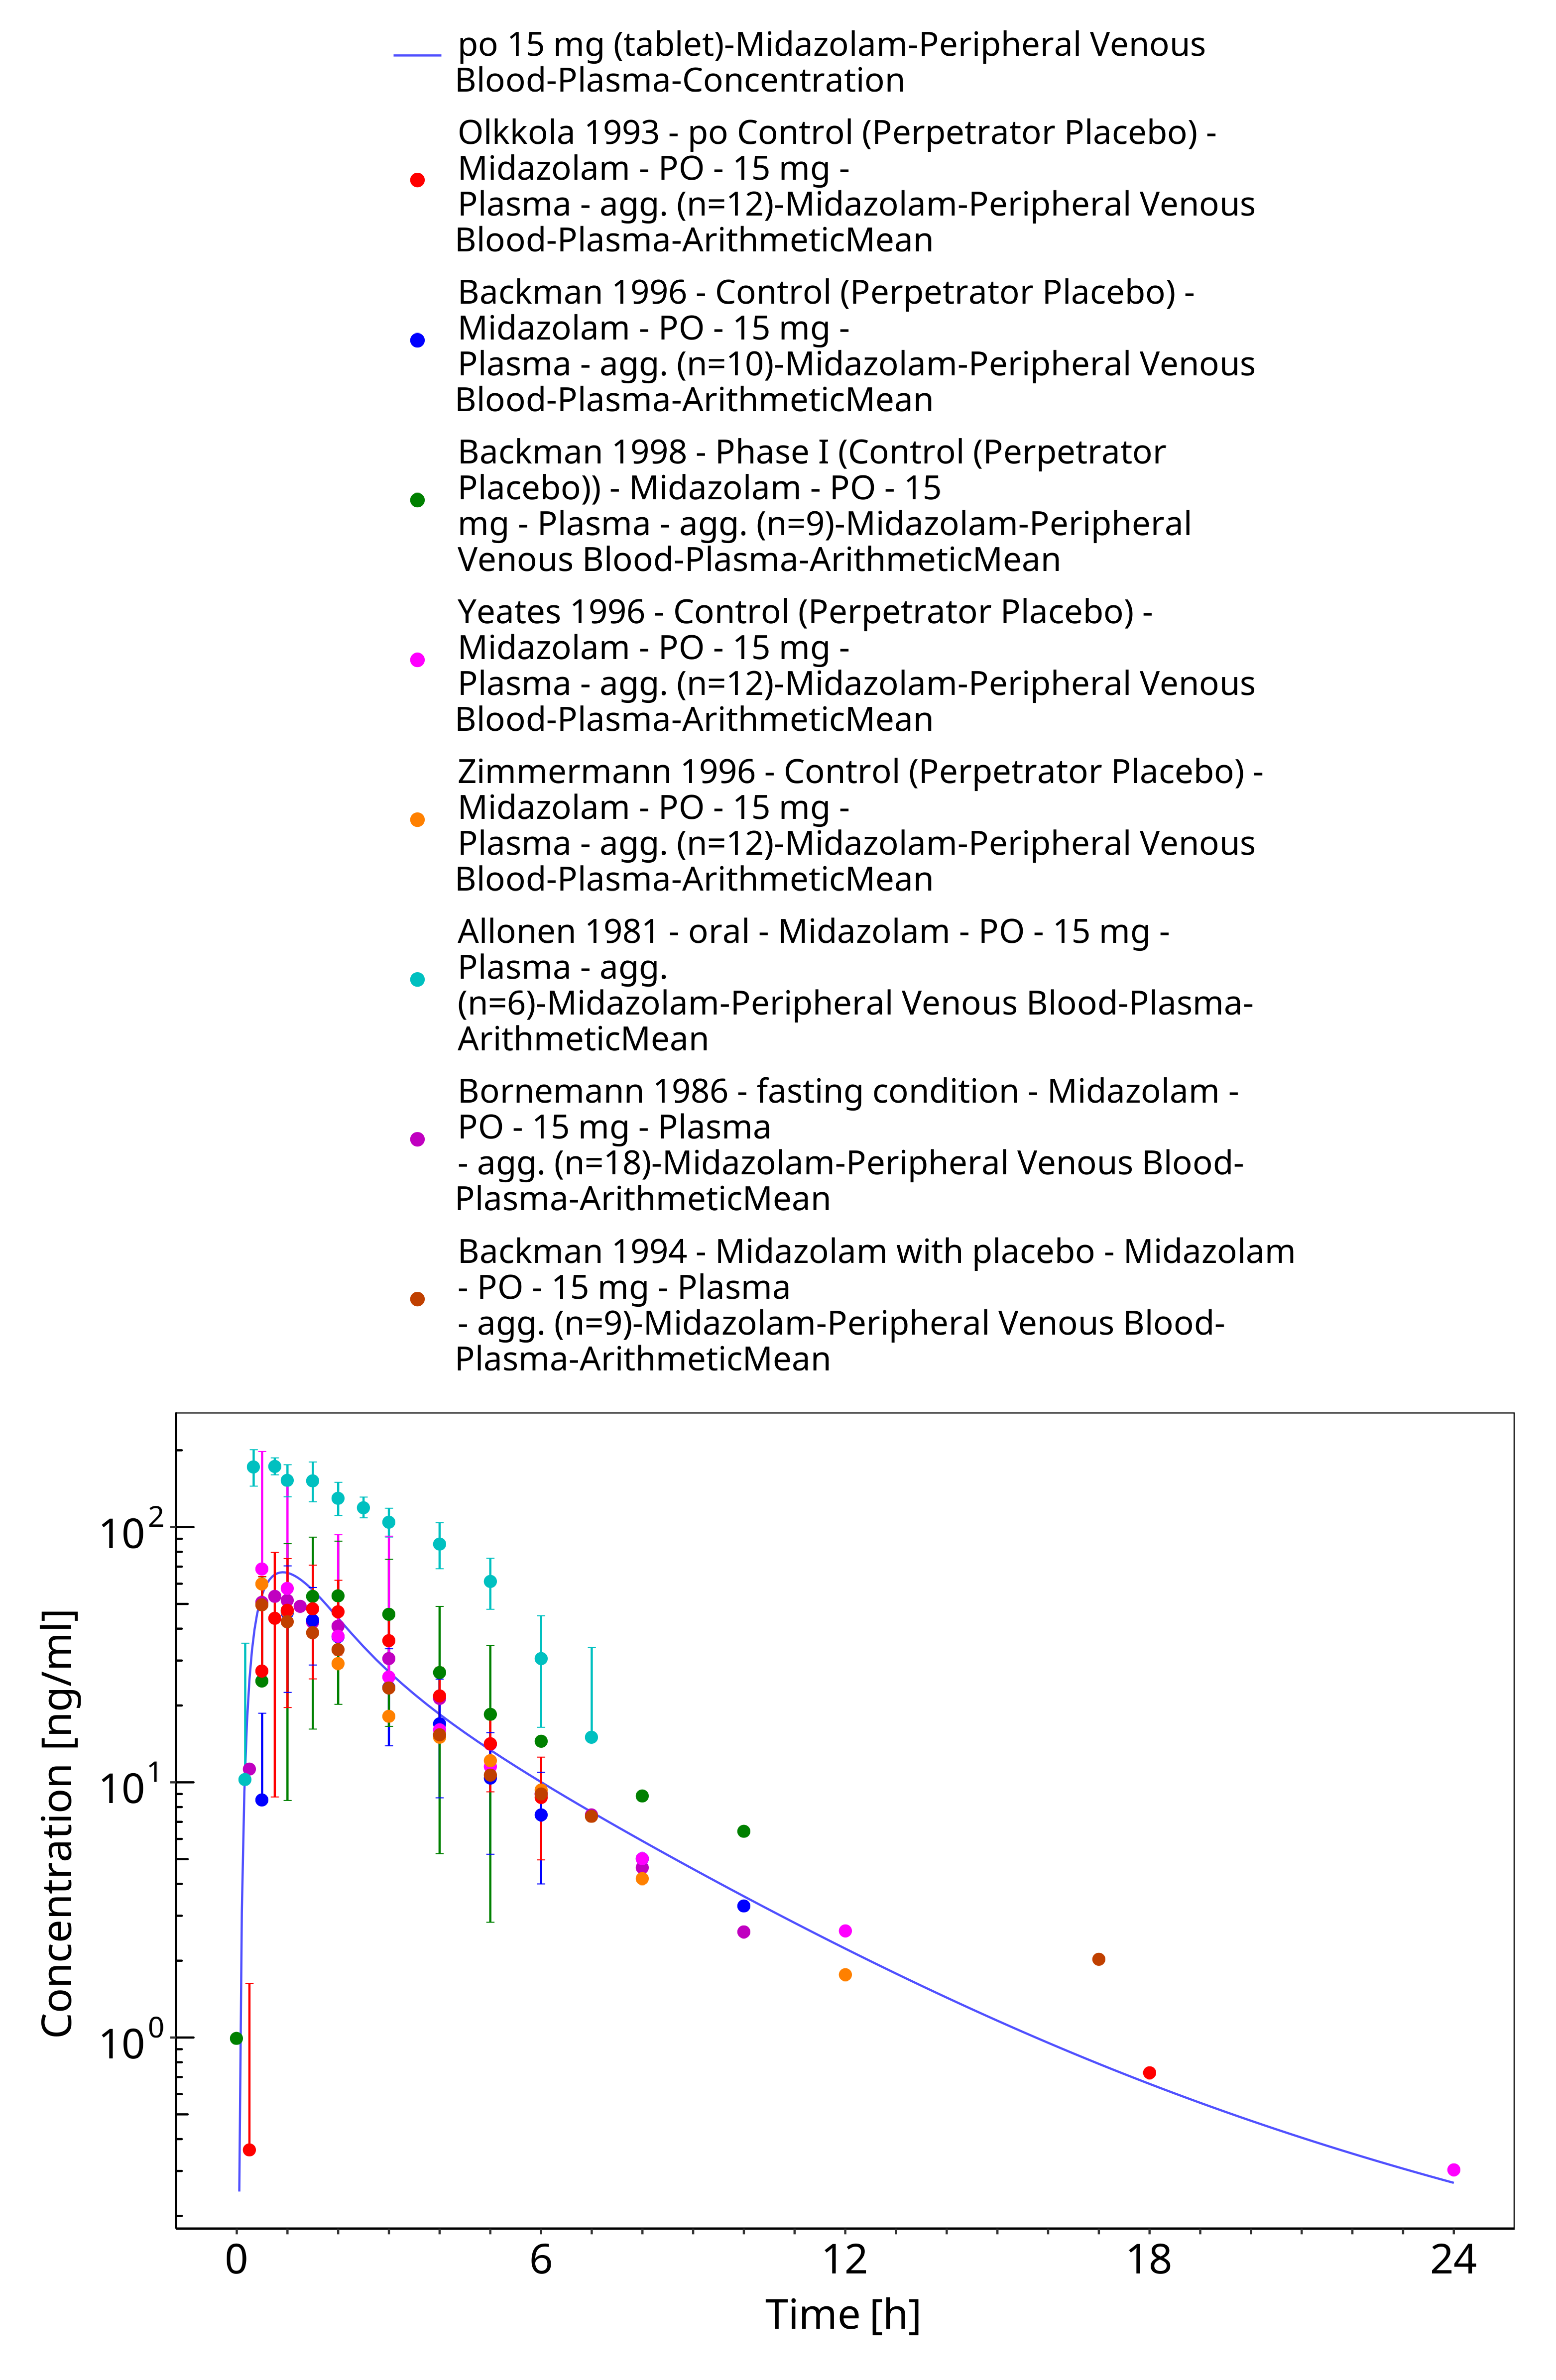 po 15 mg (tablet)-Midazolam-Peripheral Venous
Blood-Plasma-Concentration
Olkkola 1993 - po Control (Perpetrator Placebo) -
Midazolam - PO - 15 mg -
Plasma - agg. (n=12)-Midazolam-Peripheral Venous
Blood-Plasma-ArithmeticMean
Backman 1996 - Control (Perpetrator Placebo) -
Midazolam - PO - 15 mg -
Plasma - agg. (n=10)-Midazolam-Peripheral Venous
Blood-Plasma-ArithmeticMean
Backman 1998 - Phase I (Control (Perpetrator
Placebo)) - Midazolam - PO - 15
mg - Plasma - agg. (n=9)-Midazolam-Peripheral
Venous Blood-Plasma-ArithmeticMean
Yeates 1996 - Control (Perpetrator Placebo) -
Midazolam - PO - 15 mg -
Plasma - agg. (n=12)-Midazolam-Peripheral Venous
Blood-Plasma-ArithmeticMean
Zimmermann 1996 - Control (Perpetrator Placebo) -
Midazolam - PO - 15 mg -
Plasma - agg. (n=12)-Midazolam-Peripheral Venous
Blood-Plasma-ArithmeticMean
Allonen 1981 - oral - Midazolam - PO - 15 mg -
Plasma - agg.
(n=6)-Midazolam-Peripheral Venous Blood-Plasma-
ArithmeticMean
Bornemann 1986 - fasting condition - Midazolam -
PO - 15 mg - Plasma
- agg. (n=18)-Midazolam-Peripheral Venous Blood-
Plasma-ArithmeticMean
Backman 1994 - Midazolam with placebo - Midazolam
- PO - 15 mg - Plasma
- agg. (n=9)-Midazolam-Peripheral Venous Blood-
Plasma-ArithmeticMean
Concentration [ng/ml]
10^2
10^1
10^0
0 6 12 18 24
Time [h]